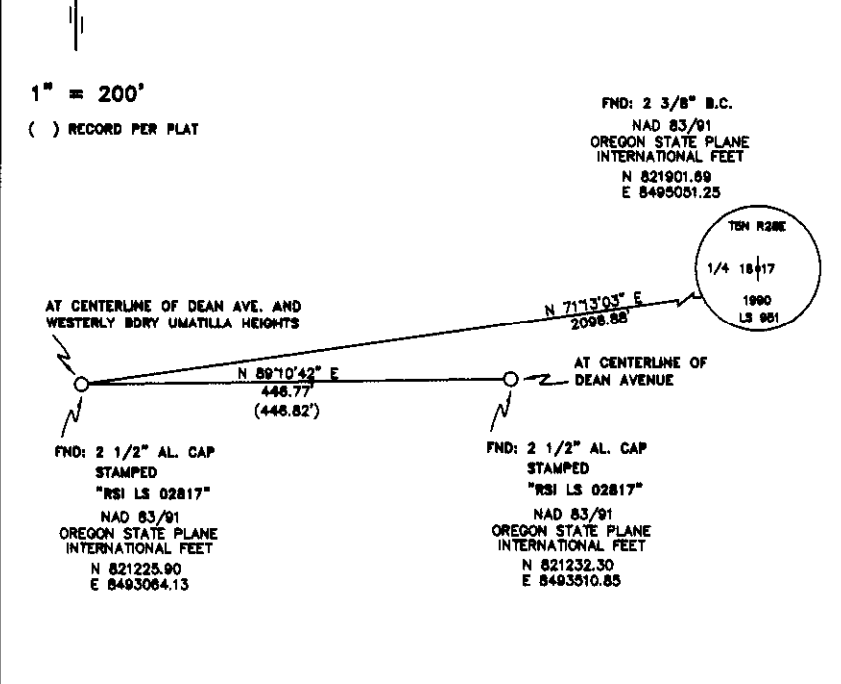 1" = 200'
( ) RECORD PER PLAT
FND: 2 3/8" B.C.
NAD 83/91
OREGON STATE PLANE
INTERNATIONAL FEET
N 821901.69
E 8495051.25
T5N R28E
1/4 18 17
1990
LS 951
AT CENTERLINE OF DEAN AVE. AND
WESTERLY BDRY UMATILLA HEIGHTS
N 71°13'03" E
2098.88'
N 89°10'42" E
446.77'
(446.82')
AT CENTERLINE OF
DEAN AVENUE
FND: 2 1/2" AL. CAP
STAMPED
"RSI LS 02817"
NAD 83/91
OREGON STATE PLANE
INTERNATIONAL FEET
N 821225.90
E 8493064.13
FND: 2 1/2" AL. CAP
STAMPED
"RSI LS 02817"
NAD 83/91
OREGON STATE PLANE
INTERNATIONAL FEET
N 821232.30
E 8493510.85